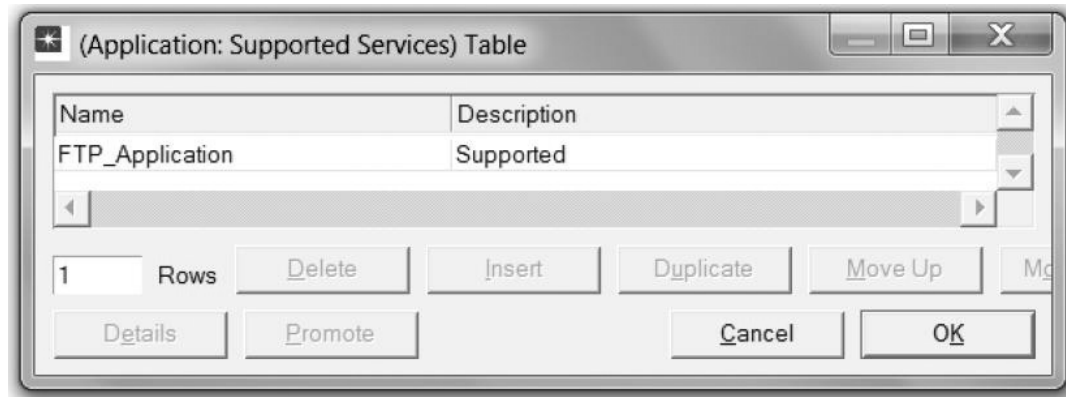 (Application: Supported Services) Table
Name Description
FTP_Application Supported
1 Rows Delete Insert Duplicate Move Up Mo
Details Promote Cancel OK